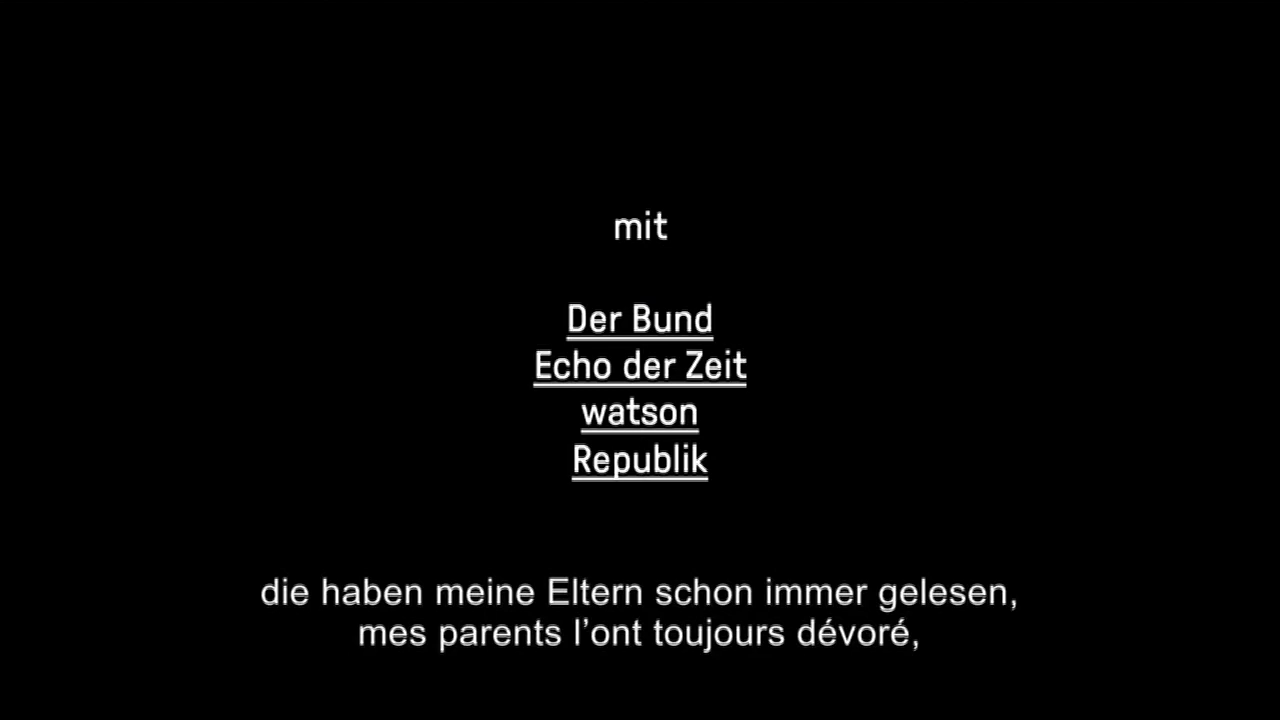 mit
Der Bund
Echo der Zeit
watson
Republik
die haben meine Eltern schon immer gelesen,
mes parents l’ont toujours dévoré,